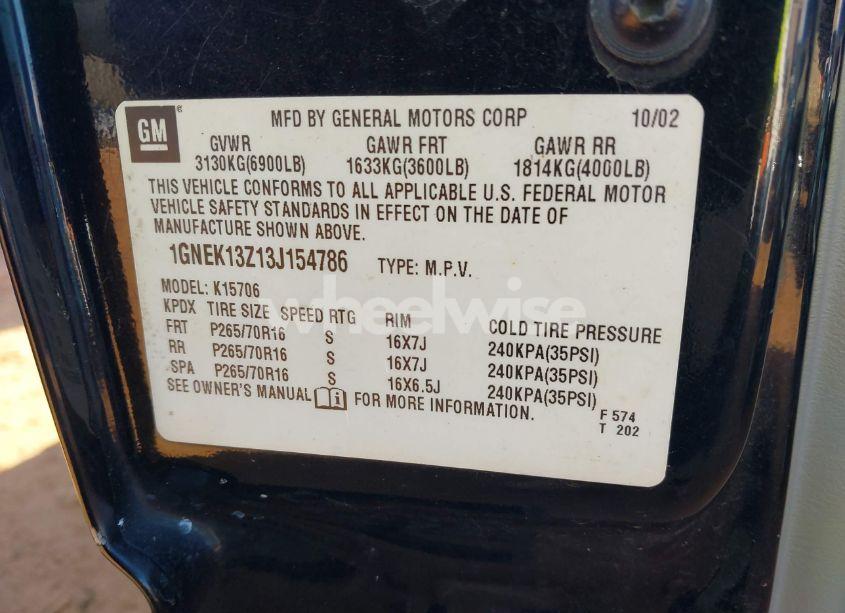 GM
MFD BY GENERAL MOTORS CORP 10/02
GVWR GAWR FRT GAWR RR
3130KG(6900LB) 1633KG(3600LB) 1814KG(4000LB)
THIS VEHICLE CONFORMS TO ALL APPLICABLE U.S. FEDERAL MOTOR
VEHICLE SAFETY STANDARDS IN EFFECT ON THE DATE OF
MANUFACTURE SHOWN ABOVE.
1GNEK13Z13J154786 TYPE: M.P.V.
MODEL: K15706
KPDX TIRE SIZE SPEED RTG RIM COLD TIRE PRESSURE
FRT P265/70R16 S 16X7J 240KPA(35PSI)
RR P265/70R16 S 16X7J 240KPA(35PSI)
SPA P265/70R16 S 16X6.5J 240KPA(35PSI)
SEE OWNER'S MANUAL i FOR MORE INFORMATION.
F 574
T 202
wheelwise